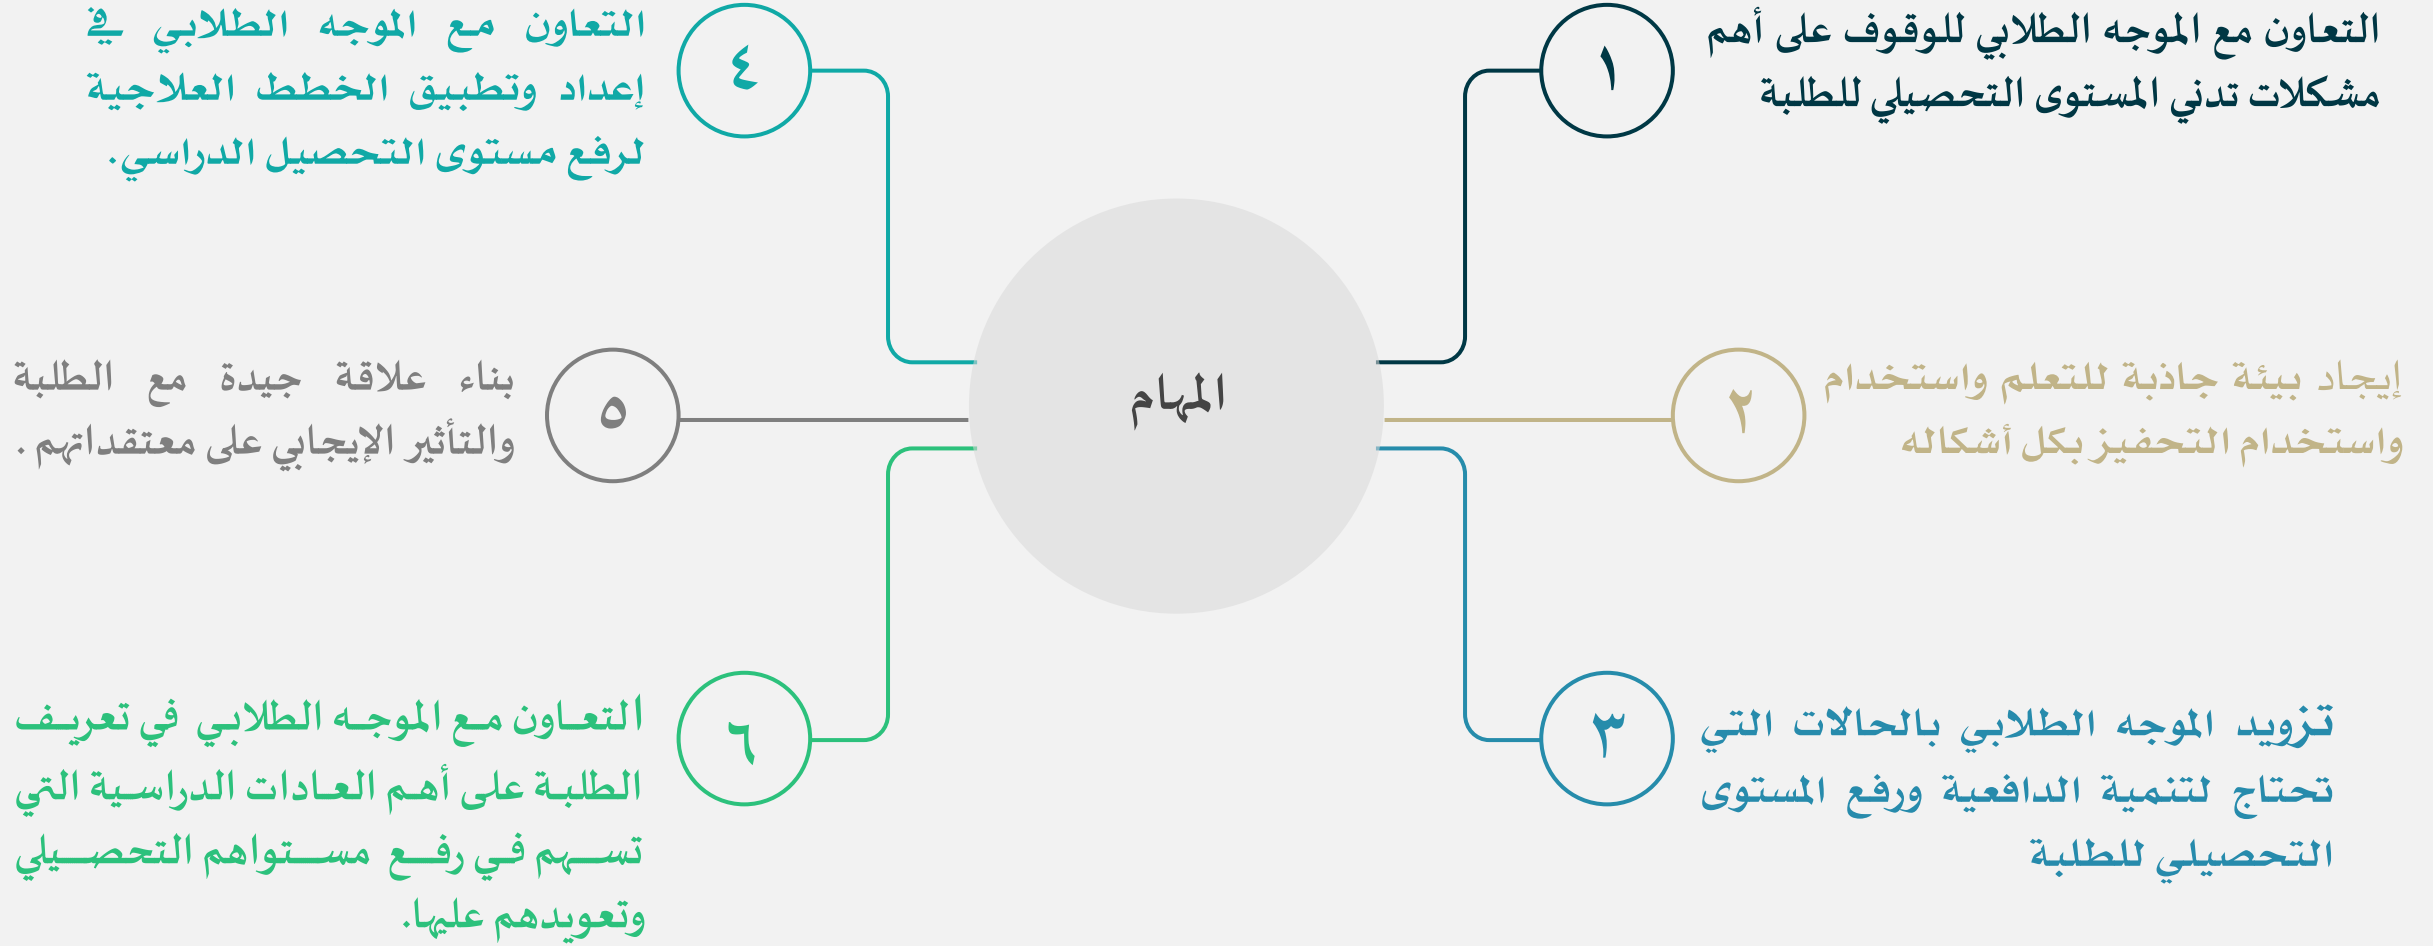 المهام
١
التعاون مع الموجه الطلابي للوقوف على أهم
مشكلات تدني المستوى التحصيلي للطلبة
٢
إيجاد بيئة جاذبة للتعلم واستخدام
واستخدام التحفيز بكل أشكاله
٣
تزويد الموجه الطلابي بالحالات التي
تحتاج لتنمية الدافعية ورفع المستوى
التحصيلي للطلبة
٤
التعاون مع الموجه الطلابي في
إعداد وتطبيق الخطط العلاجية
لرفع مستوى التحصيل الدراسي.
٥
بناء علاقة جيدة مع الطلبة
والتأثير الإيجابي على معتقداتهم .
٦
التعاون مع الموجه الطلابي في تعريف
الطلبة على أهم العادات الدراسية التي
تسهم في رفع مستواهم التحصيلي
وتعويدهم عليها.